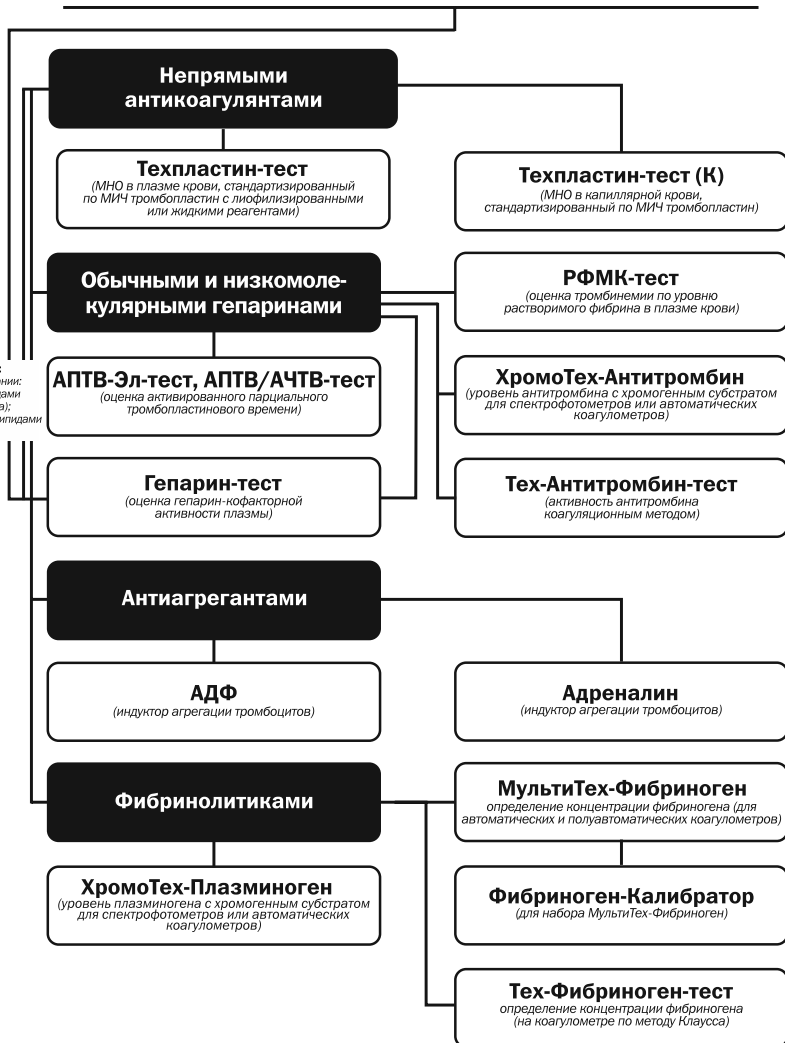 Непрямыми
антикоагулянтами
Техпластин-тест
(МНО в плазме крови, стандартизированный
по МИЧ тромбопластин с лиофилизированными
или жидкими реагентами)
Техпластин-тест (К)
(МНО в капиллярной крови,
стандартизированный по МИЧ тромбопластин)
Обычными и низкомоле-
кулярными гепаринами
РФМК-тест
(оценка тромбинемии по уровню
растворимого фибрина в плазме крови)
АПТВ-Эл-тест, АПТВ/АЧТВ-тест
(оценка активированного парциального
тромбопластинового времени)
ХромоТех-Антитромбин
(уровень антитромбина с хромогенным субстратом
для спектрофотометров или автоматических
коагулометров)
Гепарин-тест
(оценка гепарин-кофакторной
активности плазмы)
Тех-Антитромбин-тест
(активность антитромбина
коагуляционным методом)
Антиагрегантами
АДФ
(индуктор агрегации тромбоцитов)
Адреналин
(индуктор агрегации тромбоцитов)
Фибринолитиками
МультиТех-Фибриноген
определение концентрации фибриногена (для
автоматических и полуавтоматических коагулометров)
ХромоТех-Плазминоген
(уровень плазминогена с хромогенным субстратом
для спектрофотометров или автоматических
коагулометров)
Фибриноген-Калибратор
(для набора МультиТех-Фибриноген)
Тех-Фибриноген-тест
определение концентрации фибриногена
(на коагулометре по методу Клаусса)